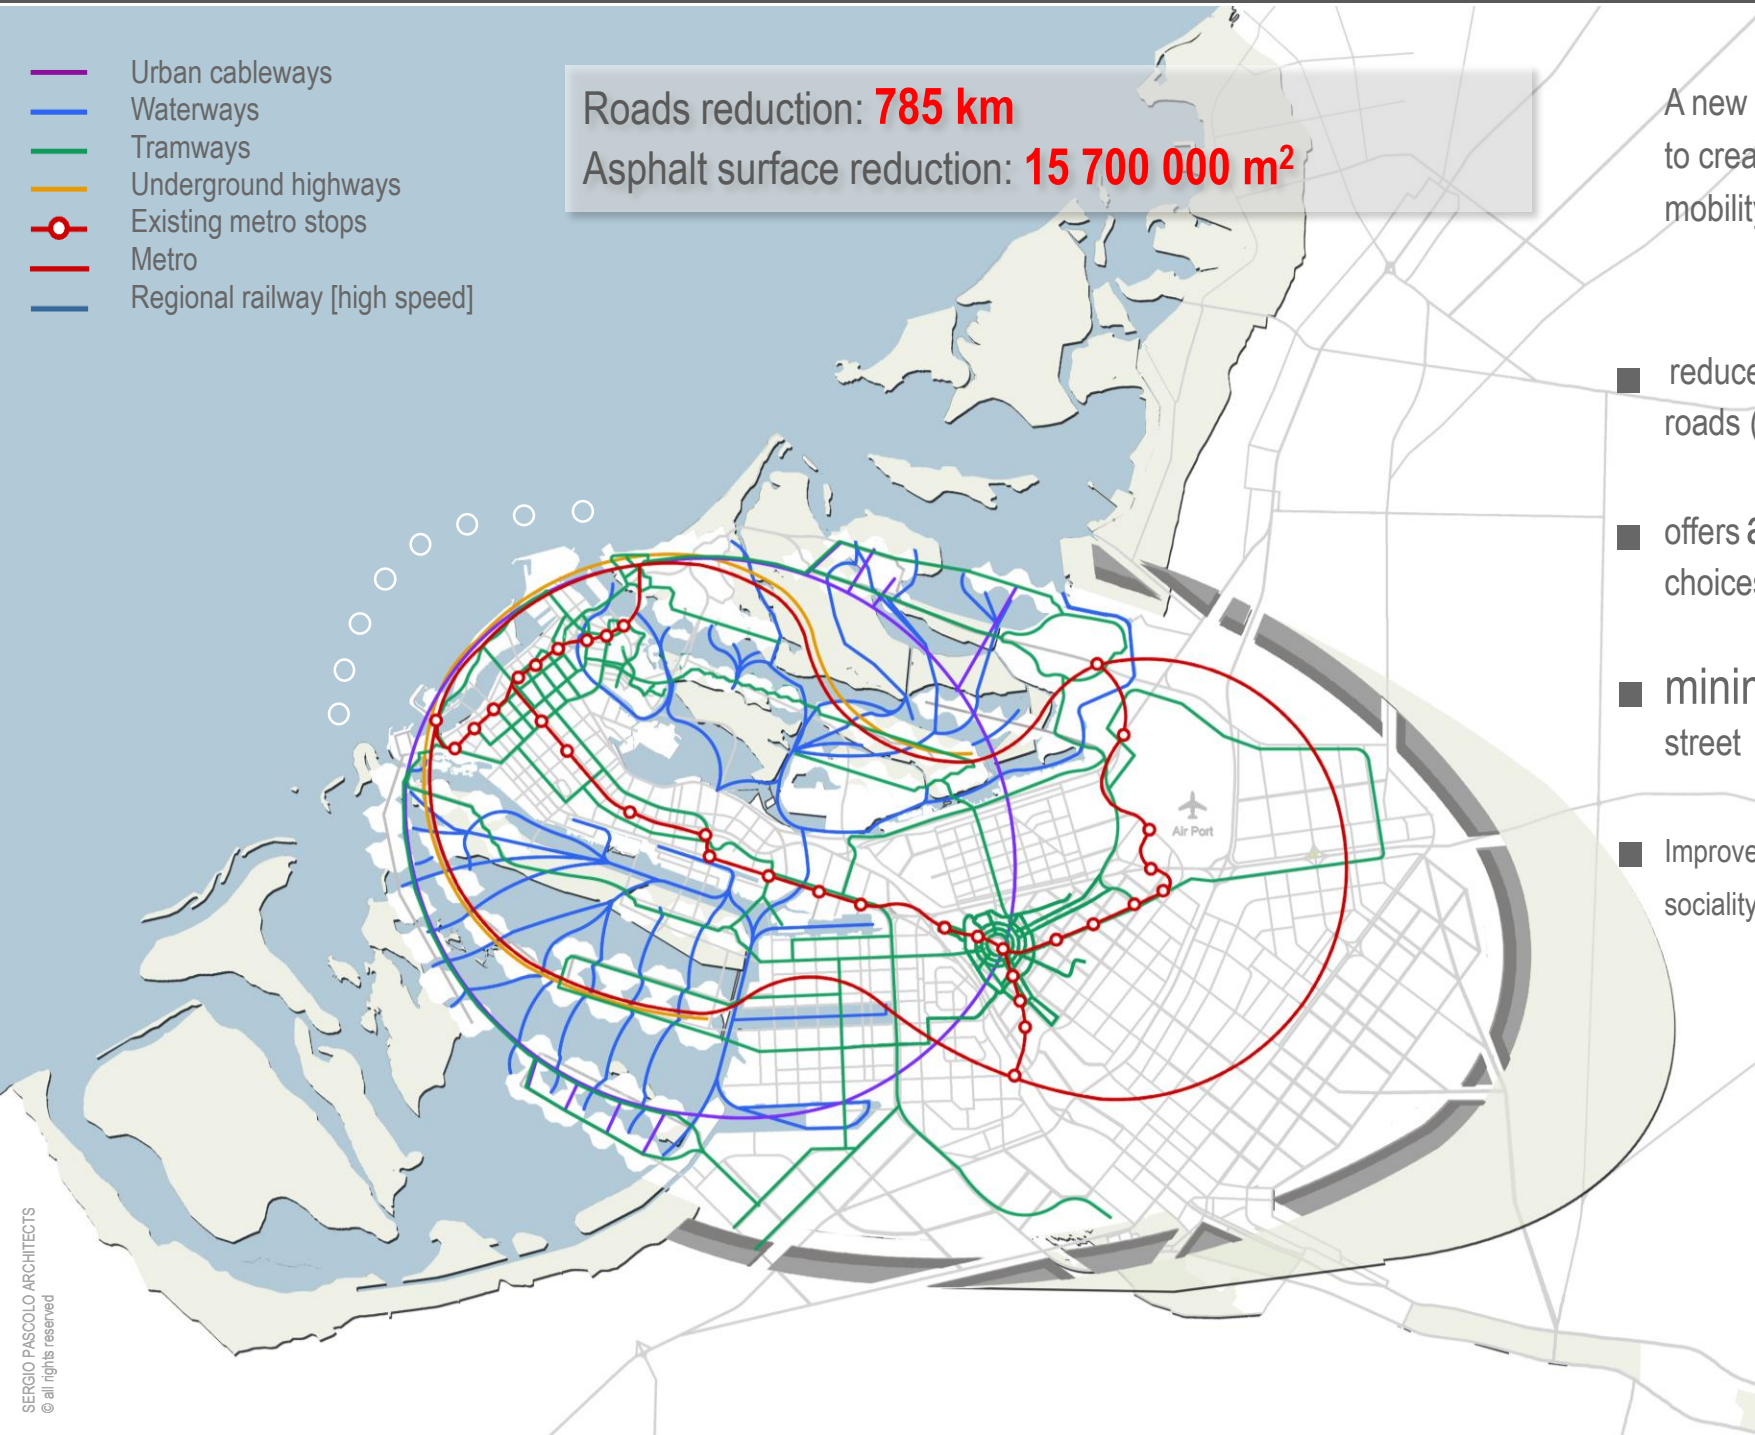 Urban cableways
Waterways
Tramways
Underground highways
Existing metro stops
Metro
Regional railway [high speed]
Roads reduction: 785 km
Asphalt surface reduction: 15 700 000 m²
A new
to crea
mobility
reduce
roads (
offers a
choices
minim
street
Improve
sociality
Air Port
SERGIO PASCOLO ARCHITECTS
© all rights reserved